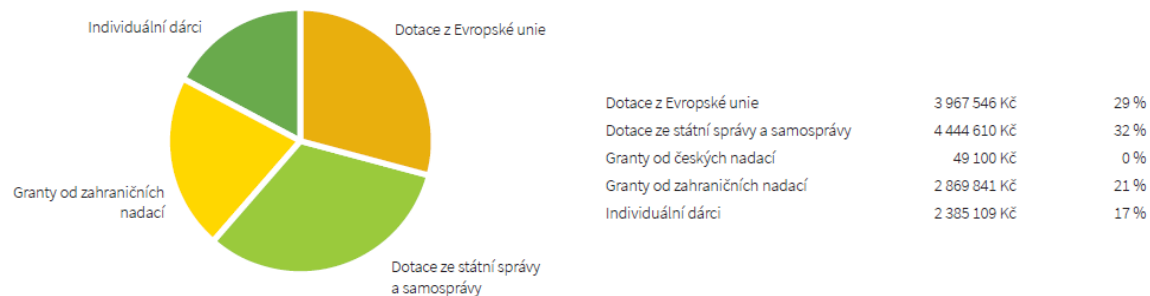 Individuální dárci
Dotace z Evropské unie
Granty od zahraničních
nadací
Dotace ze státní správy
a samosprávy
Dotace z Evropské unie 3 967 546 Kč 29 %
Dotace ze státní správy a samosprávy 4 444 610 Kč 32 %
Granty od českých nadací 49 100 Kč 0 %
Granty od zahraničních nadací 2 869 841 Kč 21 %
Individuální dárci 2 385 109 Kč 17 %